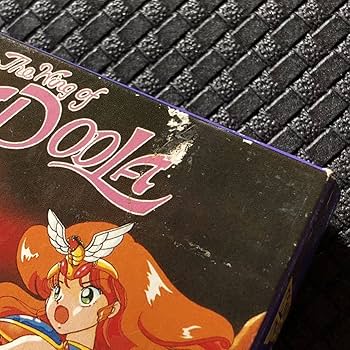 The King of
DOOLA